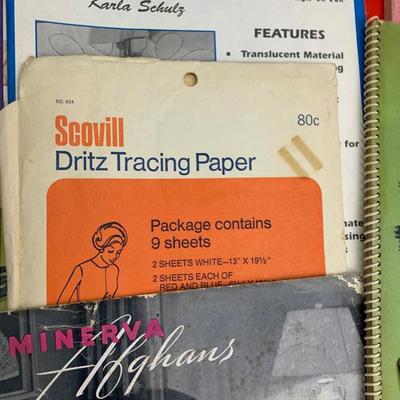 Karla Schulz
FEATURES
Translucent Material
NO. 634
80c
Scovill
Dritz Tracing Paper
Package contains
9 sheets
2 SHEETS WHITE—13" X 19½"
2 SHEETS EACH OF
RED AND BLUE
MINERVA
Afghans